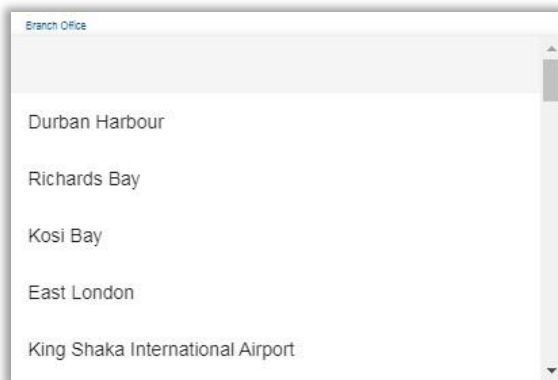 Branch Office
Durban Harbour
Richards Bay
Kosi Bay
East London
King Shaka International Airport